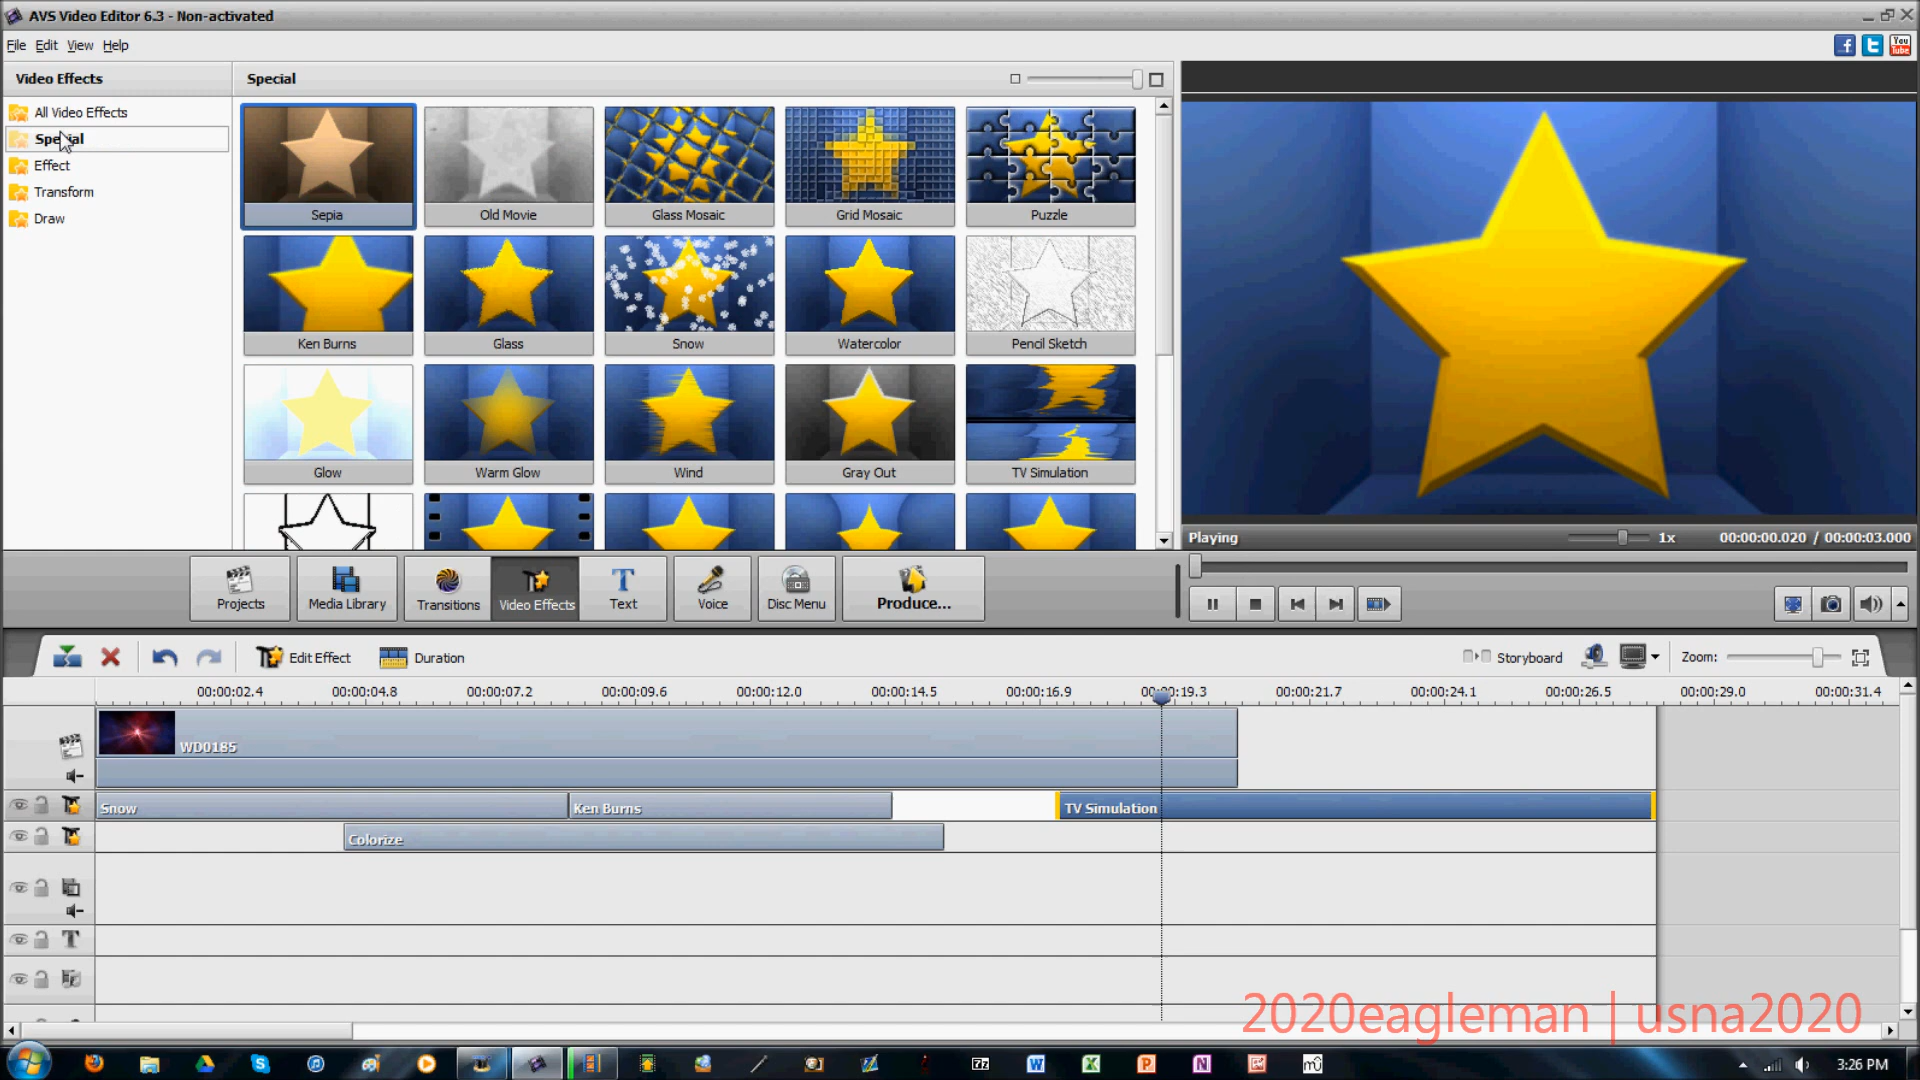 AVS Video Editor 6.3 - Non-activated
File Edit View Help
You Tube
Video Effects
Special
All Video Effects
Special
Effect
Transform
Draw
Sepia
Old Movie
Glass Mosaic
Grid Mosaic
Puzzle
Ken Burns
Glass
Snow
Watercolor
Pencil Sketch
Glow
Warm Glow
Wind
Gray Out
TV Simulation
Playing
1x
00:00:00.020 / 00:00:03.000
Projects
Media Library
Transitions
Video Effects
Text
Voice
Disc Menu
Produce...
Edit Effect
Duration
Storyboard
Zoom:
00:00:02.4 00:00:04.8 00:00:07.2 00:00:09.6 00:00:12.0 00:00:14.5 00:00:16.9 00:00:19.3 00:00:21.7 00:00:24.1 00:00:26.5 00:00:29.0 00:00:31.4
WD0185
Snow
Ken Burns
TV Simulation
Colorize
2020eagleman | usna2020
3:26 PM